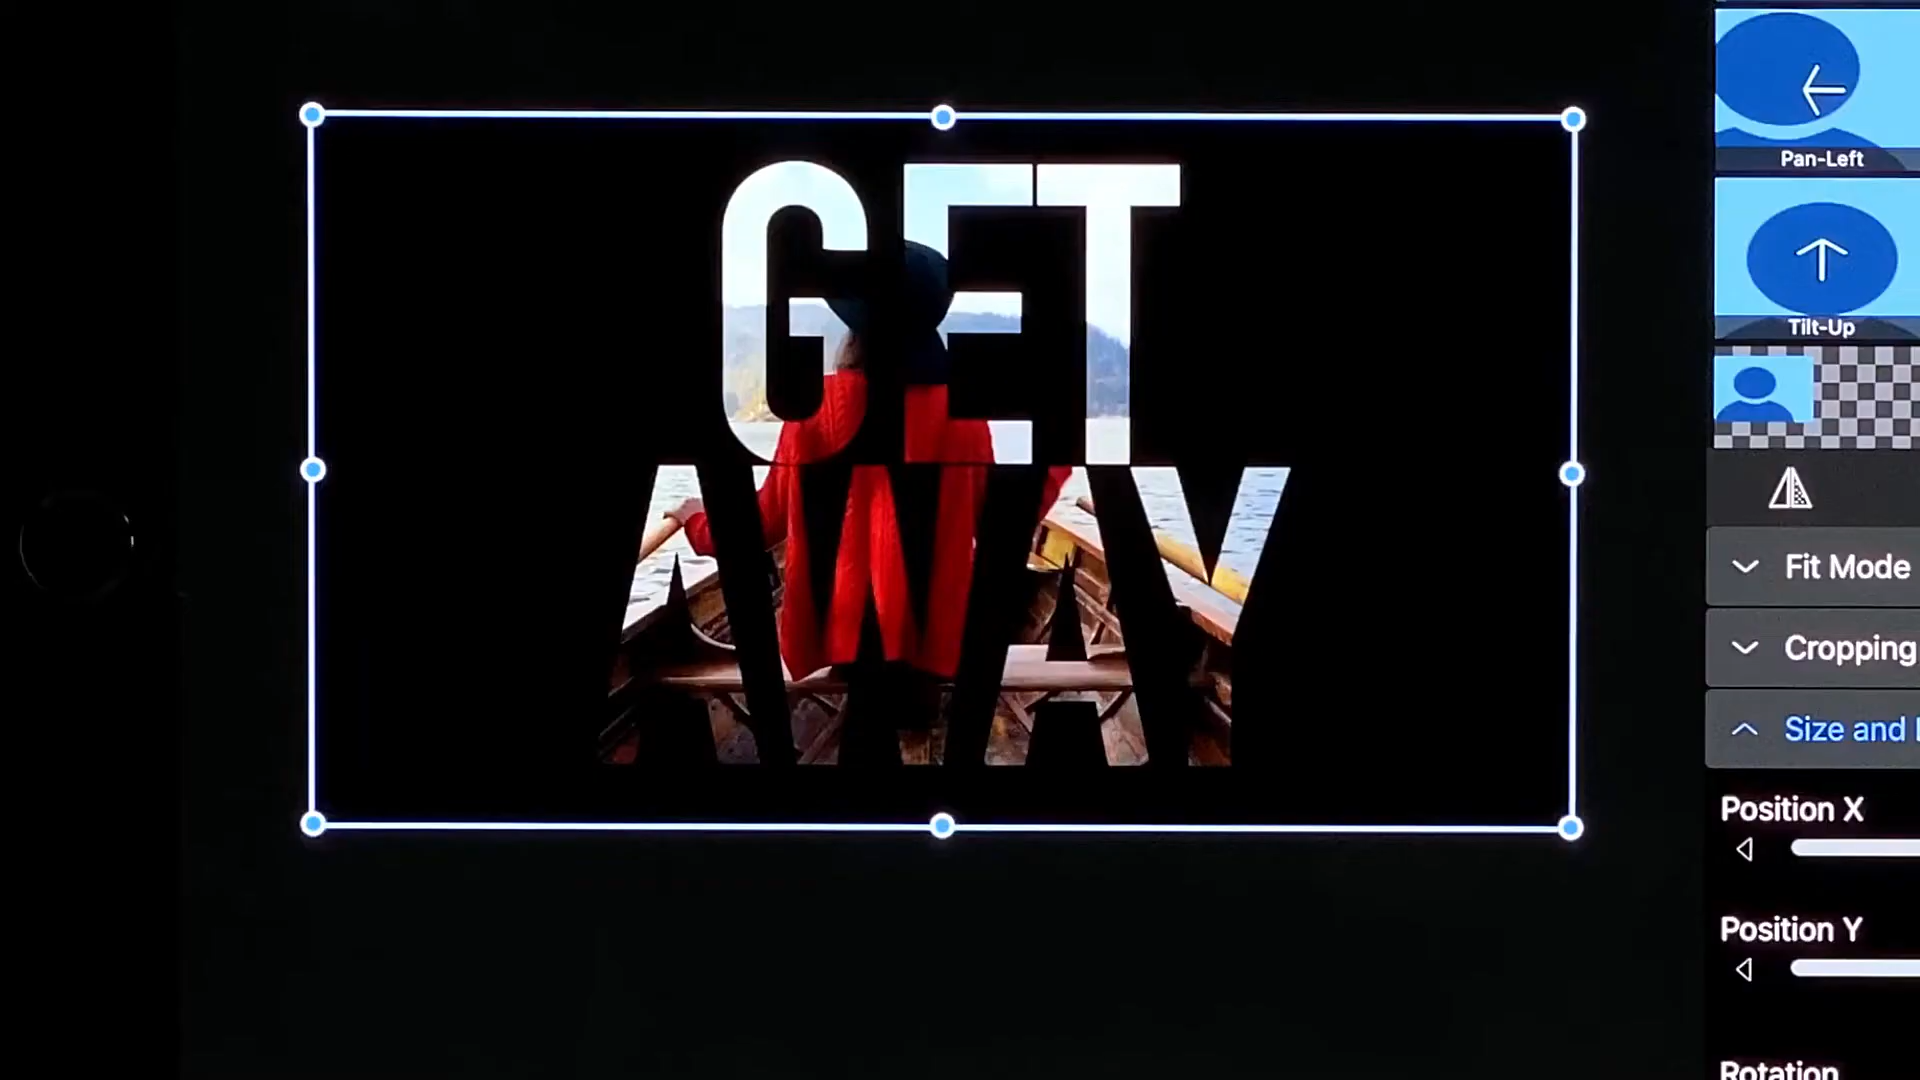 GET
AWAY
Pan-Left
Tilt-Up
Fit Mode
Cropping
Size and
Position X
Position Y
Rotation